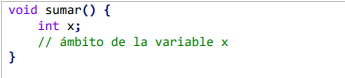 void sumar() {
int x;
// ámbito de la variable x
}